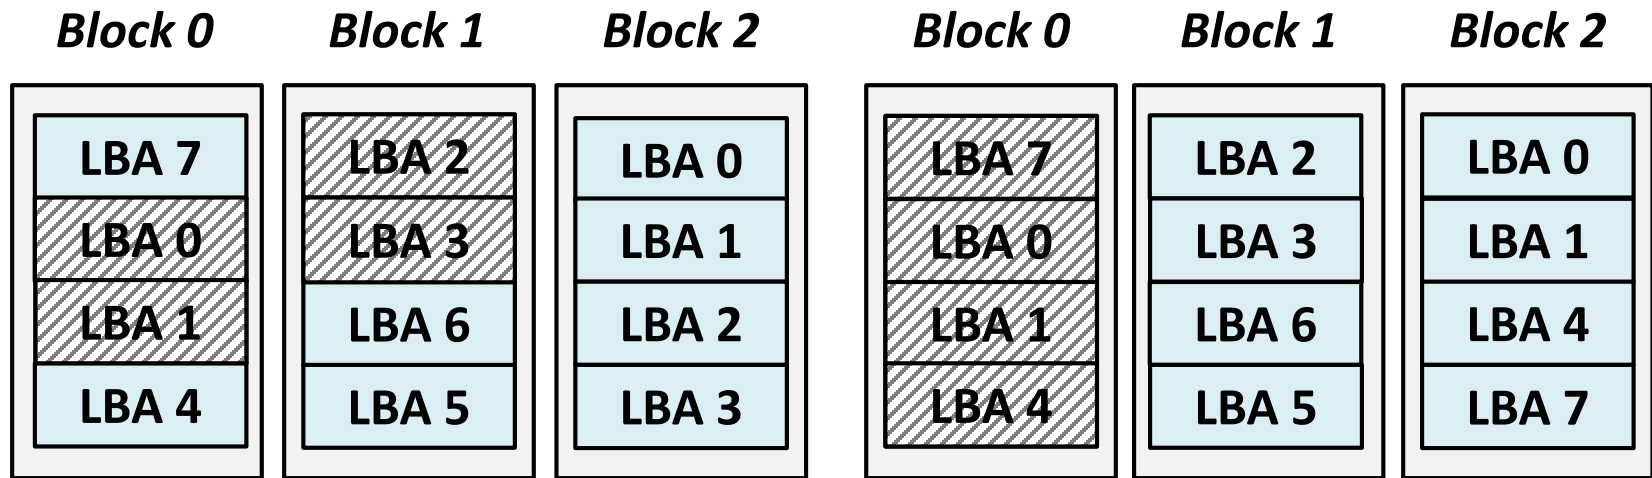 Block 0 Block 1 Block 2 Block 0 Block 1 Block 2
LBA 7 LBA 2 LBA 0 LBA 7 LBA 2 LBA 0
LBA 0 LBA 3 LBA 1 LBA 0 LBA 3 LBA 1
LBA 1 LBA 6 LBA 2 LBA 1 LBA 6 LBA 4
LBA 4 LBA 5 LBA 3 LBA 4 LBA 5 LBA 7